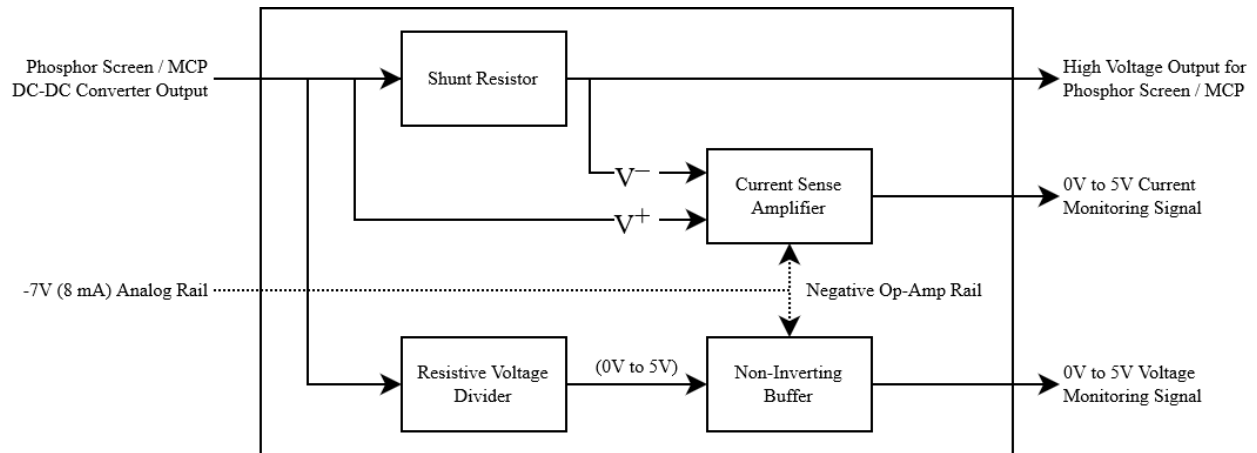 Phosphor Screen / MCP
DC-DC Converter Output
Shunt Resistor
High Voltage Output for
Phosphor Screen / MCP
V−
V+
Current Sense
Amplifier
0V to 5V Current
Monitoring Signal
-7V (8 mA) Analog Rail
Negative Op-Amp Rail
Resistive Voltage
Divider
(0V to 5V)
Non-Inverting
Buffer
0V to 5V Voltage
Monitoring Signal